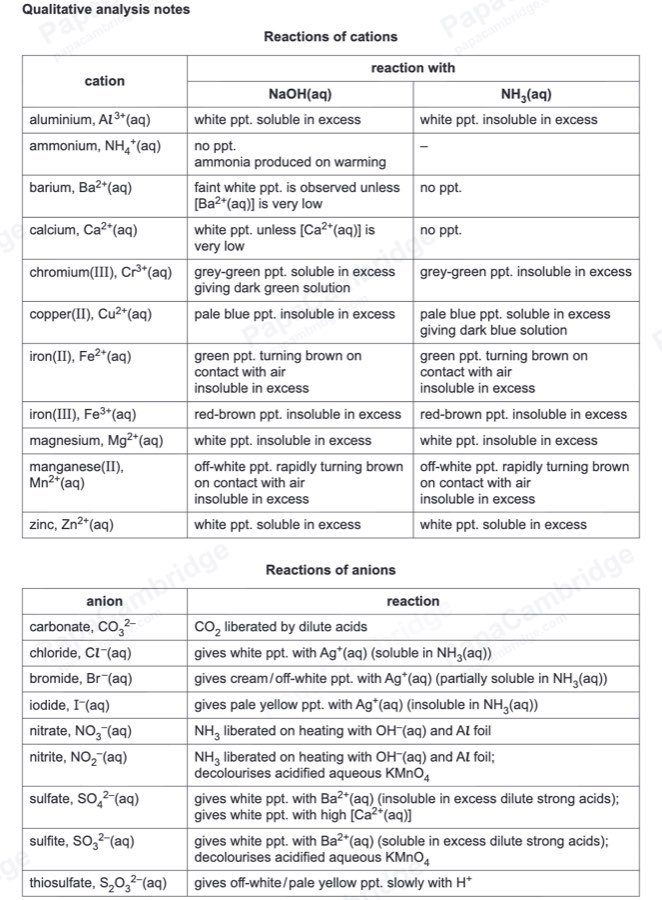 Qualitative analysis notes
Reactions of cations
cation
reaction with
NaOH(aq)
NH₃(aq)
aluminium, Al³⁺(aq)
white ppt. soluble in excess
white ppt. insoluble in excess
ammonium, NH₄⁺(aq)
no ppt.
ammonia produced on warming
–
barium, Ba²⁺(aq)
faint white ppt. is observed unless
[Ba²⁺(aq)] is very low
no ppt.
calcium, Ca²⁺(aq)
white ppt. unless [Ca²⁺(aq)] is
very low
no ppt.
chromium(III), Cr³⁺(aq)
grey-green ppt. soluble in excess
giving dark green solution
grey-green ppt. insoluble in excess
copper(II), Cu²⁺(aq)
pale blue ppt. insoluble in excess
pale blue ppt. soluble in excess
giving dark blue solution
iron(II), Fe²⁺(aq)
green ppt. turning brown on
contact with air
insoluble in excess
green ppt. turning brown on
contact with air
insoluble in excess
iron(III), Fe³⁺(aq)
red-brown ppt. insoluble in excess
red-brown ppt. insoluble in excess
magnesium, Mg²⁺(aq)
white ppt. insoluble in excess
white ppt. insoluble in excess
manganese(II),
Mn²⁺(aq)
off-white ppt. rapidly turning brown
on contact with air
insoluble in excess
off-white ppt. rapidly turning brown
on contact with air
insoluble in excess
zinc, Zn²⁺(aq)
white ppt. soluble in excess
white ppt. soluble in excess
Reactions of anions
anion
reaction
carbonate, CO₃²⁻
CO₂ liberated by dilute acids
chloride, Cl⁻(aq)
gives white ppt. with Ag⁺(aq) (soluble in NH₃(aq))
bromide, Br⁻(aq)
gives cream/off-white ppt. with Ag⁺(aq) (partially soluble in NH₃(aq))
iodide, I⁻(aq)
gives pale yellow ppt. with Ag⁺(aq) (insoluble in NH₃(aq))
nitrate, NO₃⁻(aq)
NH₃ liberated on heating with OH⁻(aq) and Al foil
nitrite, NO₂⁻(aq)
NH₃ liberated on heating with OH⁻(aq) and Al foil;
decolourises acidified aqueous KMnO₄
sulfate, SO₄²⁻(aq)
gives white ppt. with Ba²⁺(aq) (insoluble in excess dilute strong acids);
gives white ppt. with high [Ca²⁺(aq)]
sulfite, SO₃²⁻(aq)
gives white ppt. with Ba²⁺(aq) (soluble in excess dilute strong acids);
decolourises acidified aqueous KMnO₄
thiosulfate, S₂O₃²⁻(aq)
gives off-white/pale yellow ppt. slowly with H⁺